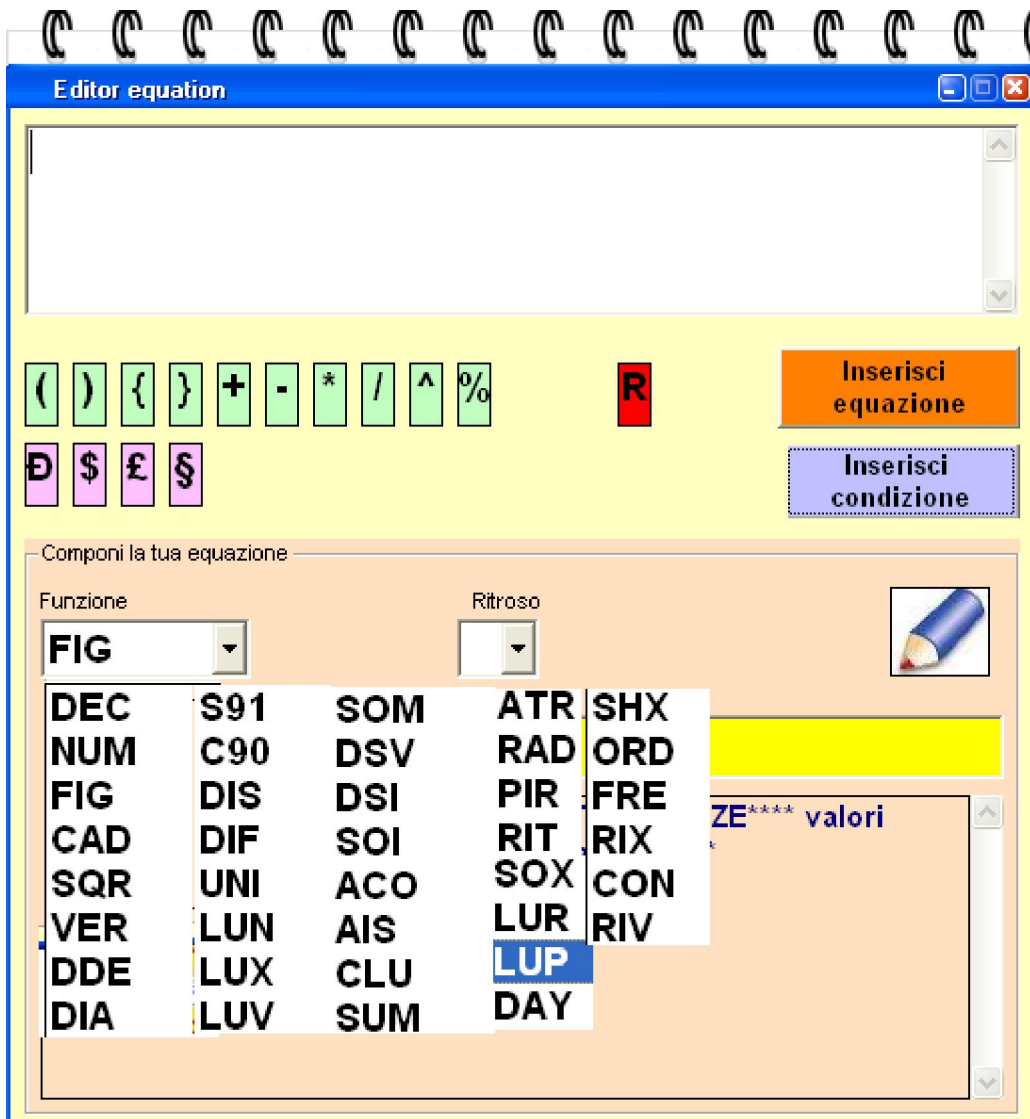 Editor equation
( ) { } + - * / ^ % R
Inserisci
equazione
Đ $ £ §
Inserisci
condizione
Componi la tua equazione
Funzione Ritroso
FIG
DEC S91 SOM ATR SHX
NUM C90 DSV RAD ORD
FIG DIS DSI PIR FRE
ZE**** valori
CAD DIF SOI RIT RIX
*
SQR UNI ACO SOX CON
VER LUN AIS LUR RIV
DDE LUX CLU LUP
DIA LUV SUM DAY